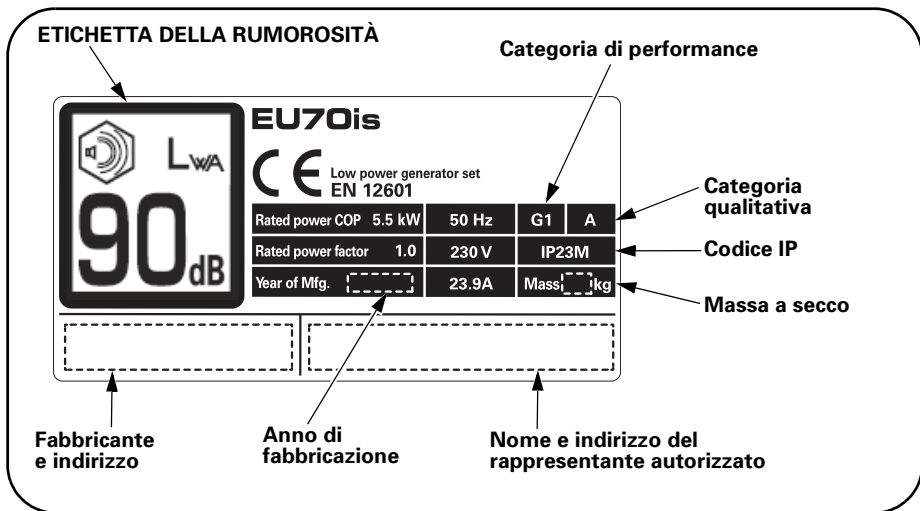 ETICHETTA DELLA RUMOROSITÀ
Categoria di performance
EU70is
LWA
90dB
CE
Low power generator set
EN 12601
Rated power COP 5.5 kW 50 Hz G1 A
Rated power factor 1.0 230 V IP23M
Year of Mfg. 23.9A Mass kg
Categoria
qualitativa
Codice IP
Massa a secco
Fabbricante
e indirizzo
Anno di
fabbricazione
Nome e indirizzo del
rappresentante autorizzato